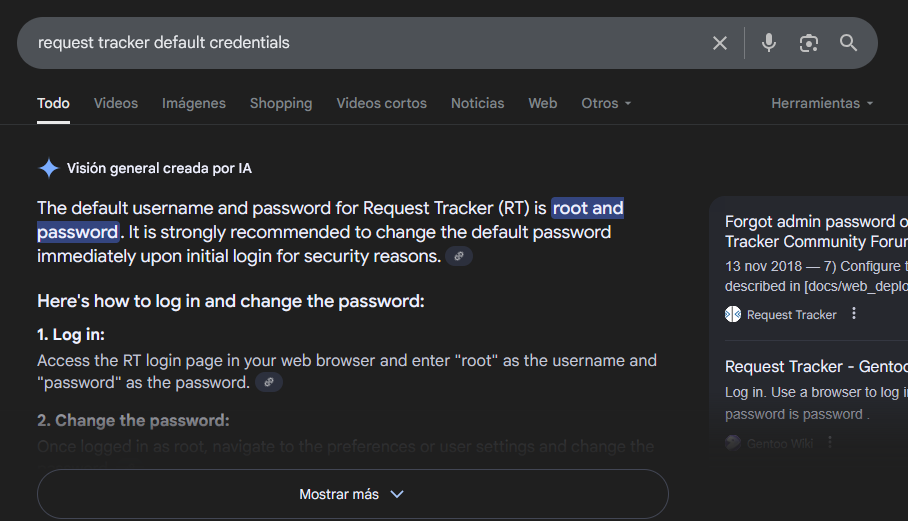 request tracker default credentials
Todo Videos Imágenes Shopping Videos cortos Noticias Web Otros Herramientas
Visión general creada por IA
The default username and password for Request Tracker (RT) is root and
password. It is strongly recommended to change the default password
immediately upon initial login for security reasons.
Here's how to log in and change the password:
1. Log in:
Access the RT login page in your web browser and enter "root" as the username and
"password" as the password.
2. Change the password:
Once logged in as root, navigate to the preferences or user settings and change the
Mostrar más
Forgot admin password o
Tracker Community Forum
13 nov 2018 — 7) Configure t
described in [docs/web_deplo
Request Tracker
Request Tracker - Gentoo
Log in. Use a browser to log i
password is password .
Gentoo Wiki